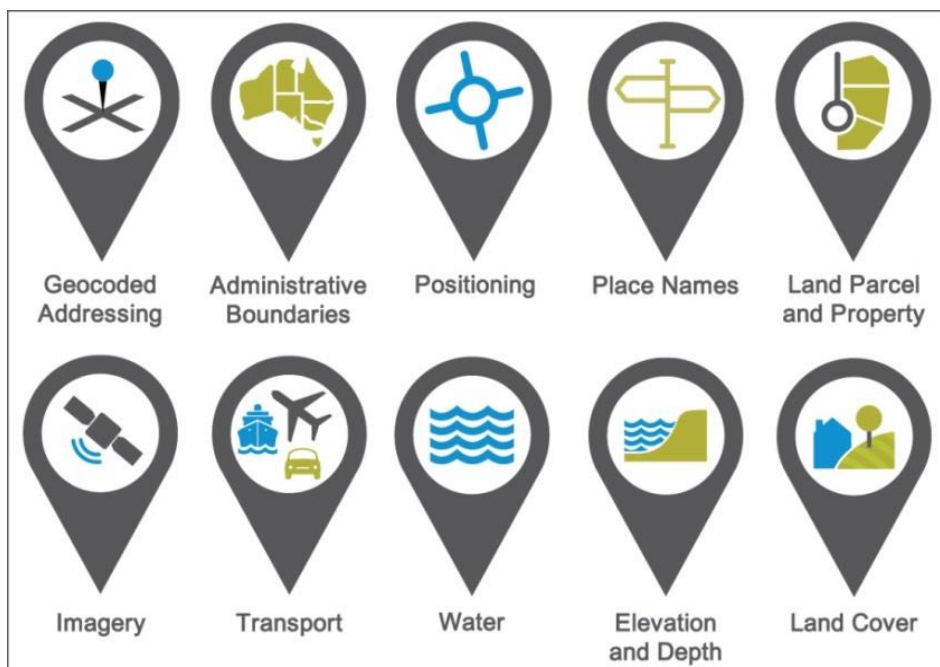 Geocoded
Addressing
Administrative
Boundaries
Positioning
Place Names
Land Parcel
and Property
Imagery
Transport
Water
Elevation
and Depth
Land Cover